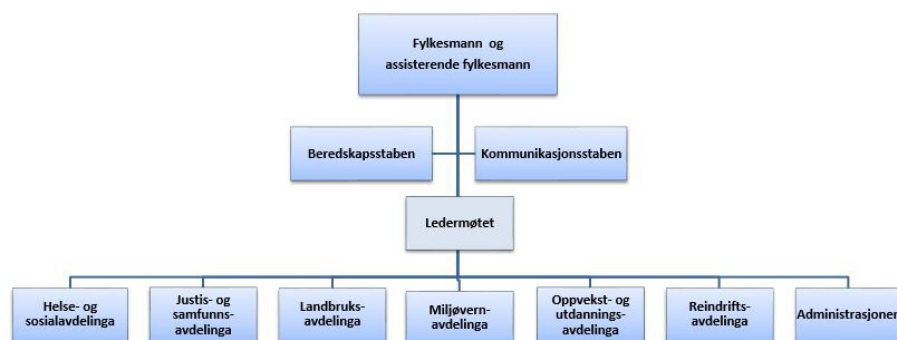 Fylkesmann og
assisterende fylkesmann
Beredskapsstaben
Kommunikasjonsstaben
Ledermøtet
Helse- og
sosialavdelinga
Justis- og
samfunns-
avdelinga
Landbruks-
avdelinga
Miljøvern-
avdelinga
Oppvekst- og
utdannings-
avdelinga
Reindrifts-
avdelinga
Administrasjonen